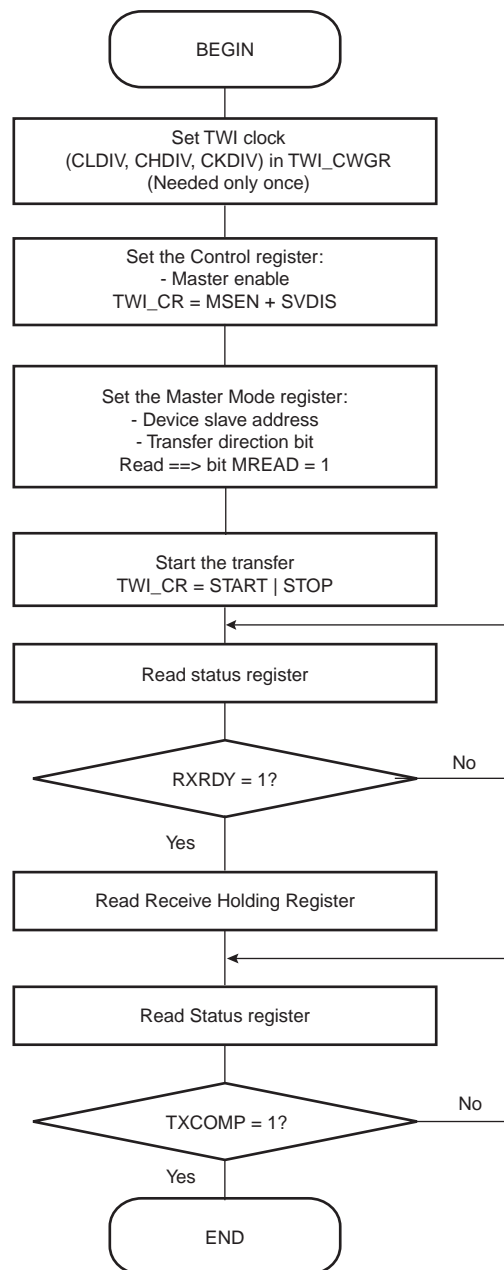 BEGIN
Set TWI clock
(CLDIV, CHDIV, CKDIV) in TWI_CWGR
(Needed only once)
Set the Control register:
- Master enable
TWI_CR = MSEN + SVDIS
Set the Master Mode register:
- Device slave address
- Transfer direction bit
Read ==> bit MREAD = 1
Start the transfer
TWI_CR = START | STOP
Read status register
RXRDY = 1?
No
Yes
Read Receive Holding Register
Read Status register
TXCOMP = 1?
No
Yes
END